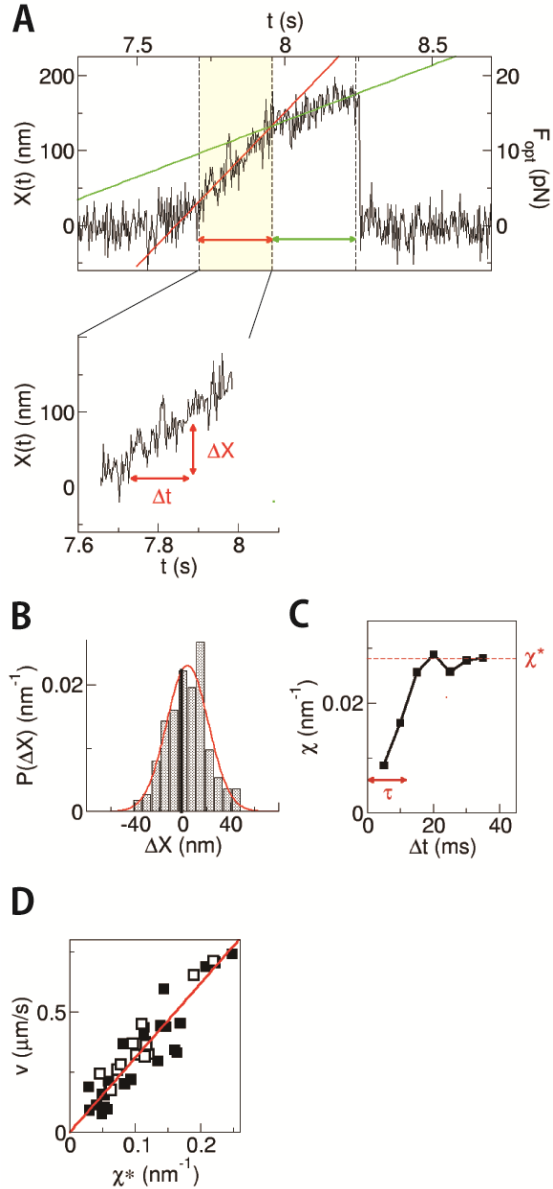 A
t (s)
7.5 8 8.5
200
100
0
X(t) (nm)
20
10
0
F_opt (pN)
X(t) (nm)
100
0
ΔX
Δt
7.6 7.8 8
t (s)
B
P(ΔX) (nm⁻¹)
0.02
0
-40 0 40
ΔX (nm)
C
χ (nm⁻¹)
0.02
0
χ*
τ
0 20 40
Δt (ms)
D
v (μm/s)
0.5
0
0 0.1 0.2
χ* (nm⁻¹)